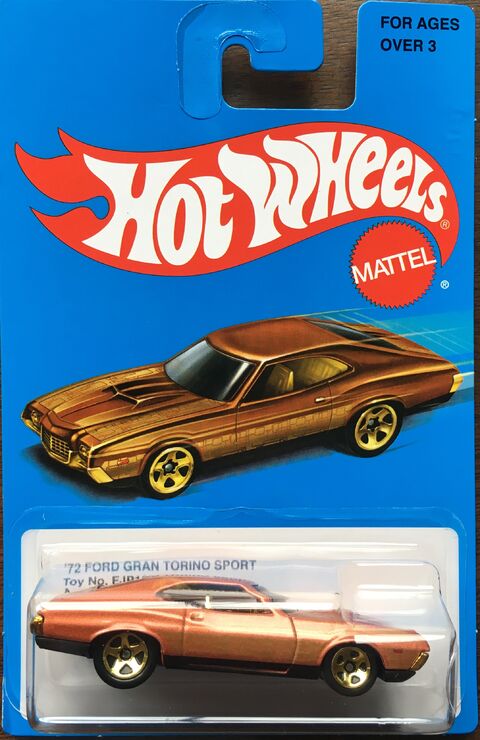 FOR AGES
OVER 3
HOT WHEELS
®
MATTEL
®
'72 FORD GRAN TORINO SPORT
Toy No.